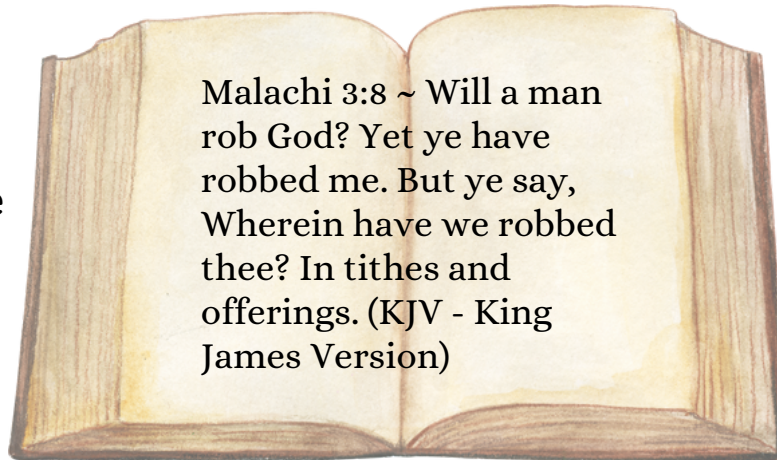 Malachi 3:8 ~ Will a man
rob God? Yet ye have
robbed me. But ye say,
Wherein have we robbed
thee? In tithes and
offerings. (KJV - King
James Version)